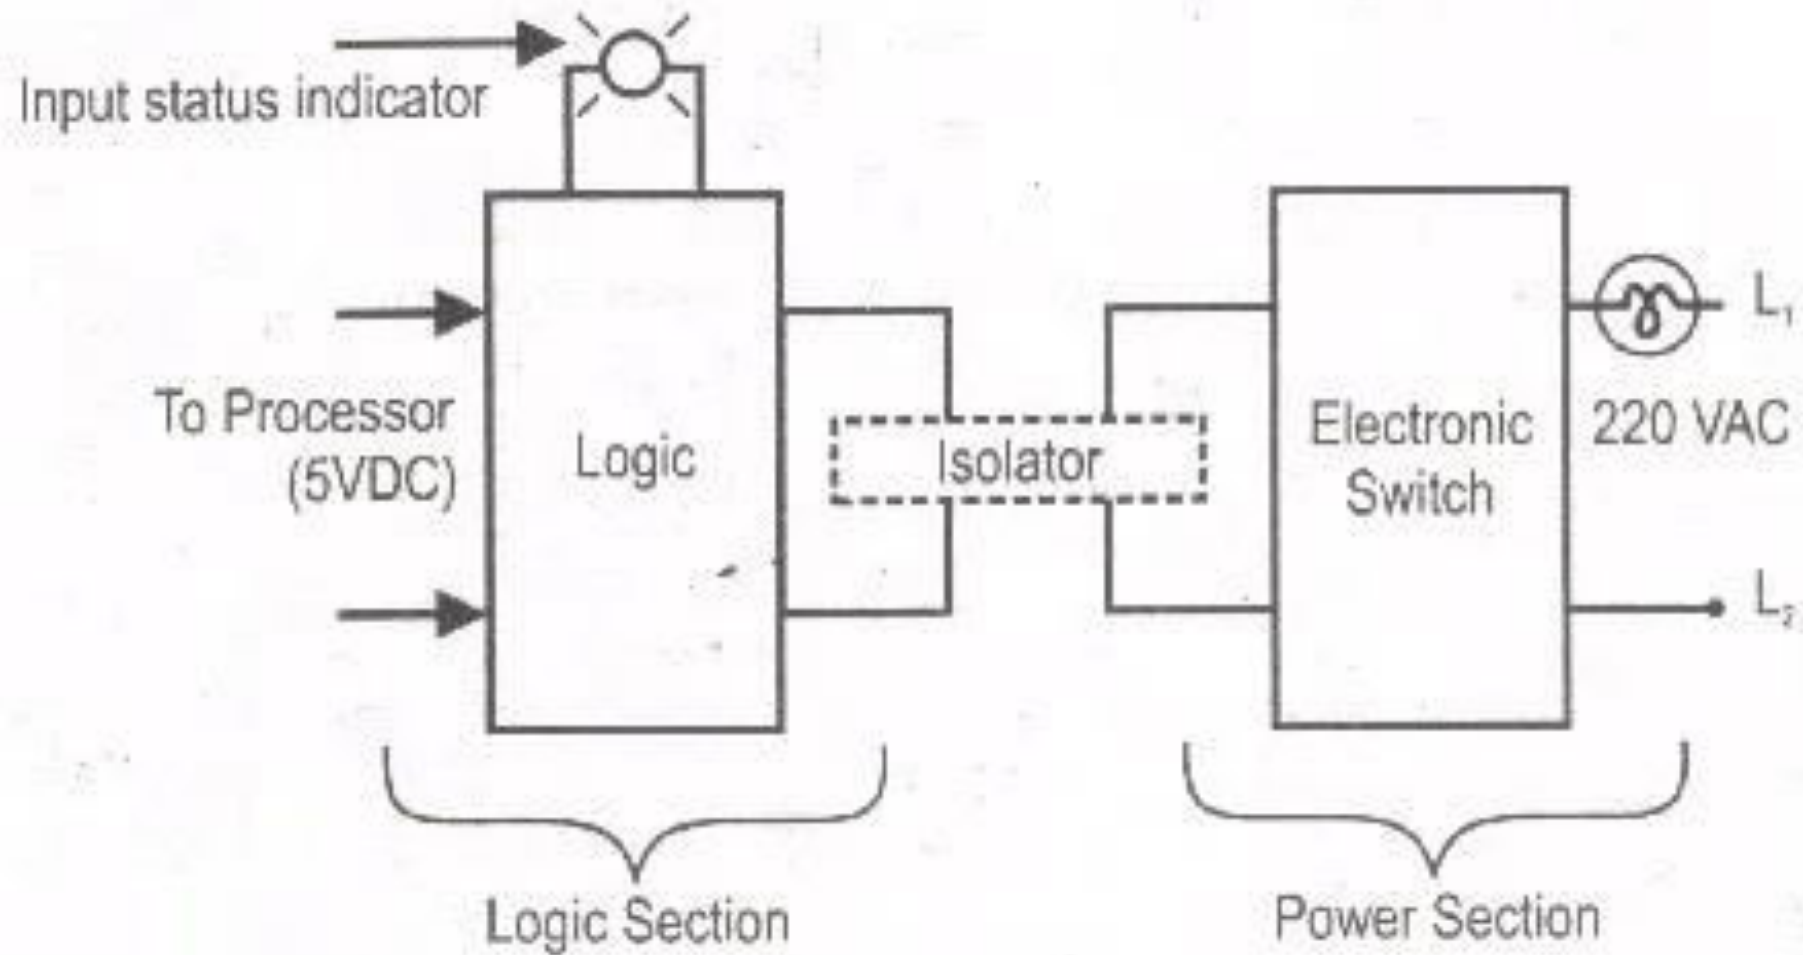 Input status indicator
L₁
To Processor
(5VDC)
Logic
Isolator
Electronic
Switch
220 VAC
L₂
Logic Section
Power Section